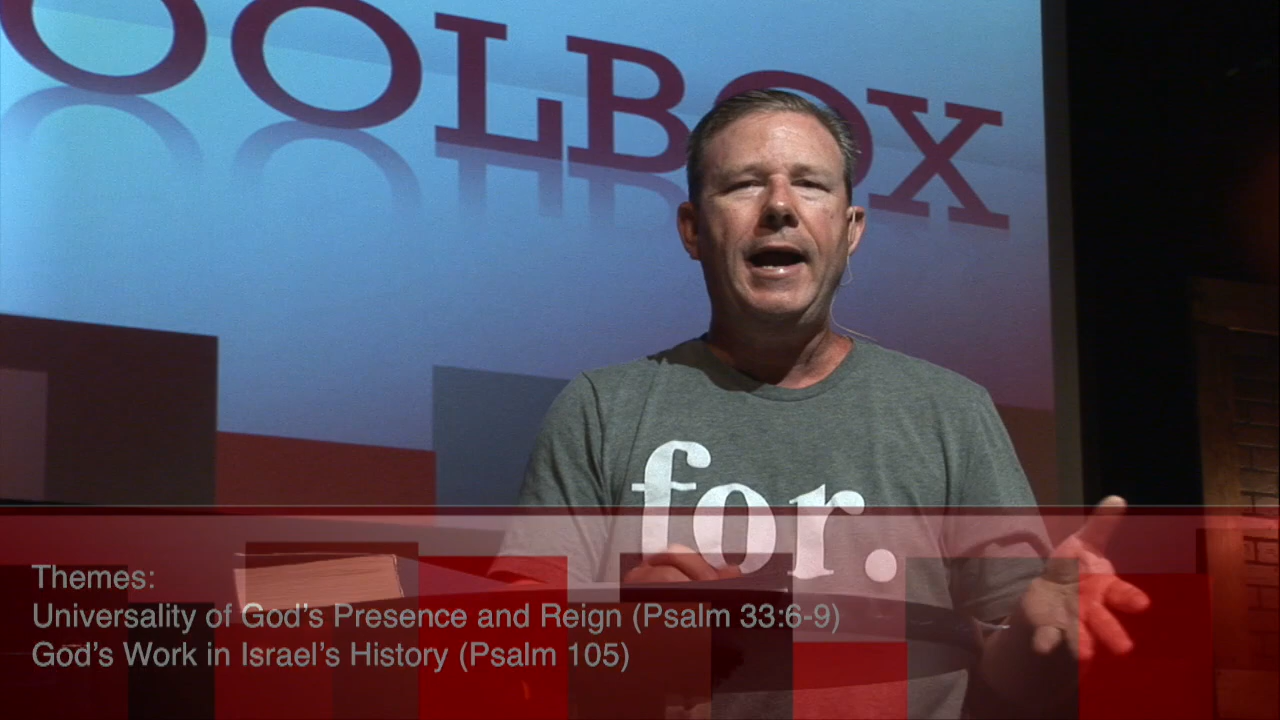 OOLBOX
for.
Themes:
Universality of God's Presence and Reign (Psalm 33:6-9)
God's Work in Israel's History (Psalm 105)